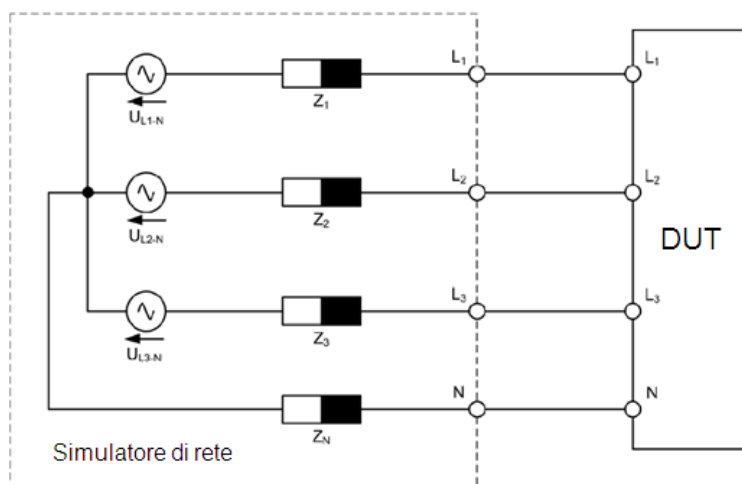 L1
L1
Z1
UL1-N
L2
L2
Z2
UL2-N
DUT
L3
L3
Z3
UL3-N
N
N
ZN
Simulatore di rete